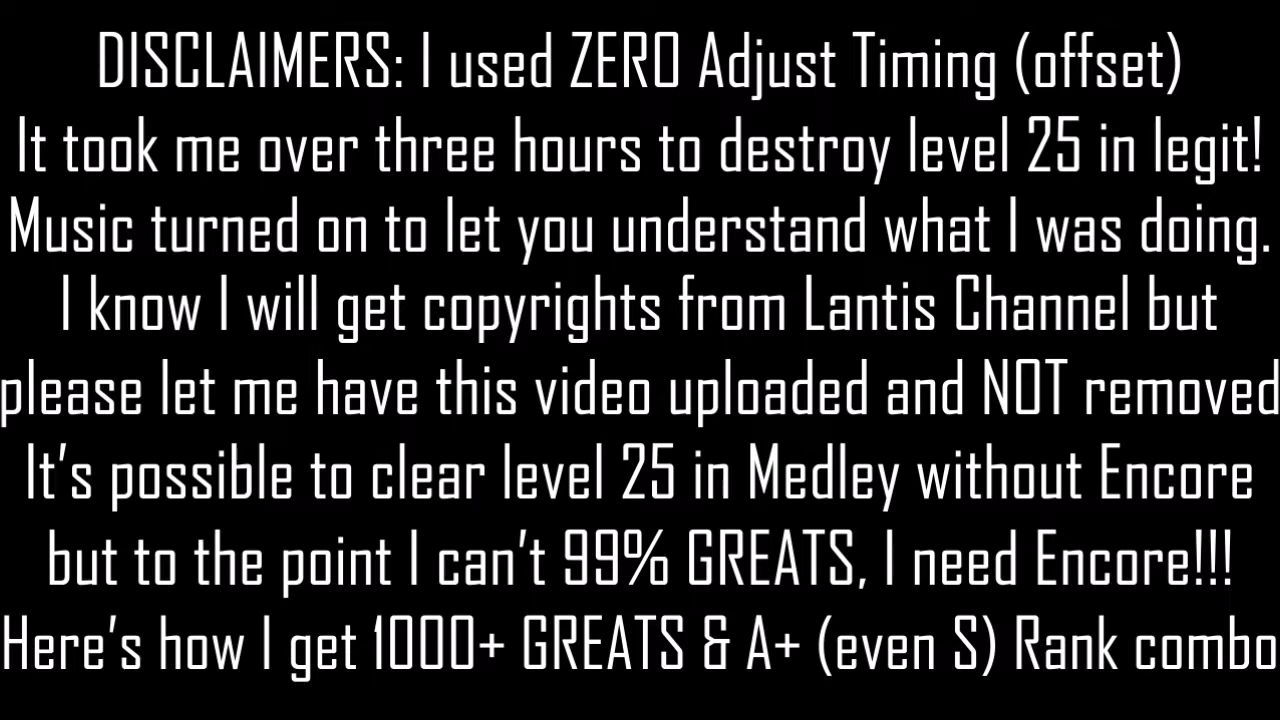 DISCLAIMERS: I used ZERO Adjust Timing (offset)
It took me over three hours to destroy level 25 in legit!
Music turned on to let you understand what I was doing.
I know I will get copyrights from Lantis Channel but
please let me have this video uploaded and NOT removed
It's possible to clear level 25 in Medley without Encore
but to the point I can't 99% GREATS, I need Encore!!!
Here's how I get 1000+ GREATS & A+ (even S) Rank combo